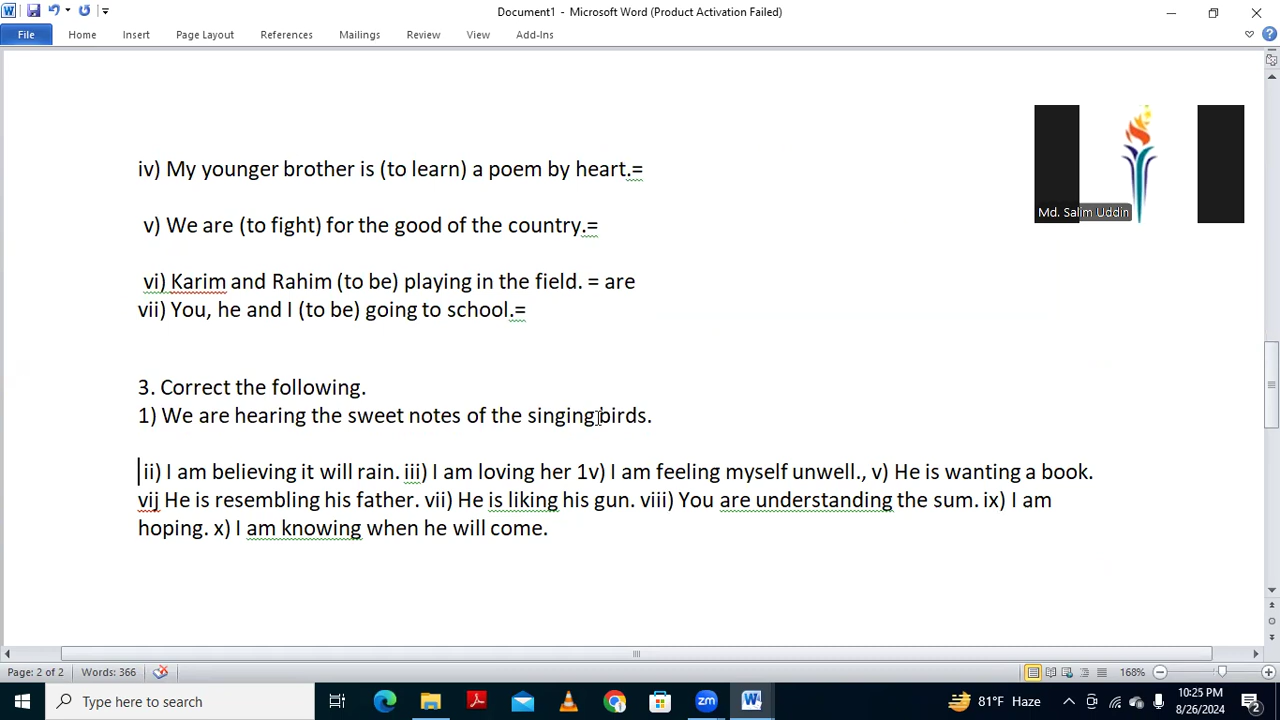 Document1 - Microsoft Word (Product Activation Failed)
File Home Insert Page Layout References Mailings Review View Add-Ins
iv) My younger brother is (to learn) a poem by heart.=
Md. Salim Uddin
v) We are (to fight) for the good of the country.=
vi) Karim and Rahim (to be) playing in the field. = are
vii) You, he and I (to be) going to school.=
3. Correct the following.
1) We are hearing the sweet notes of the singing birds.
ii) I am believing it will rain. iii) I am loving her 1v) I am feeling myself unwell., v) He is wanting a book.
vij He is resembling his father. vii) He is liking his gun. viii) You are understanding the sum. ix) I am
hoping. x) I am knowing when he will come.
Page: 2 of 2 Words: 366 168%
Type here to search 81°F Haze 10:25 PM
8/26/2024 2